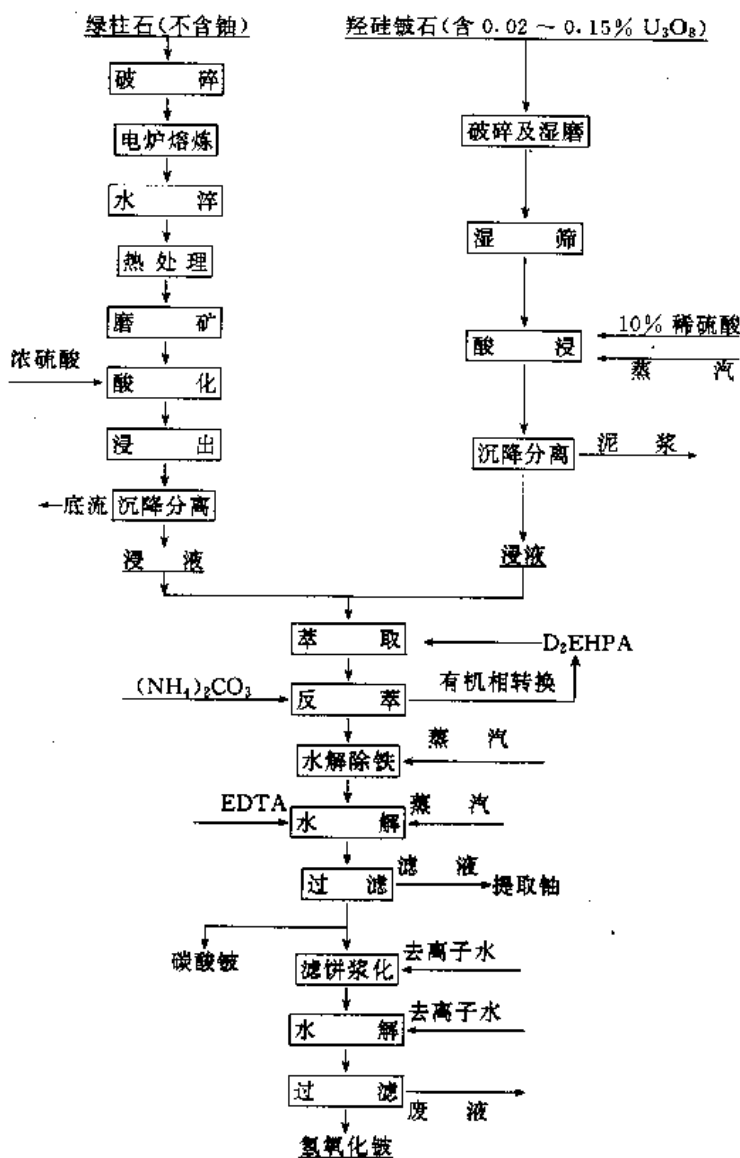 绿柱石(不含铀)
羟硅铍石(含 0.02～0.15% U₃O₈)
破碎
电炉熔炼
水淬
热处理
磨矿
浓硫酸
酸化
浸出
底流
沉降分离
浸液
破碎及湿磨
湿筛
10% 稀硫酸
酸浸
蒸汽
沉降分离
泥浆
浸液
萃取
D₂EHPA
(NH₄)₂CO₃
反萃
有机相转换
蒸汽
水解除铁
EDTA
水解
蒸汽
过滤
滤液
提取铀
碳酸铍
滤饼浆化
去离子水
水解
去离子水
过滤
废液
氢氧化铍